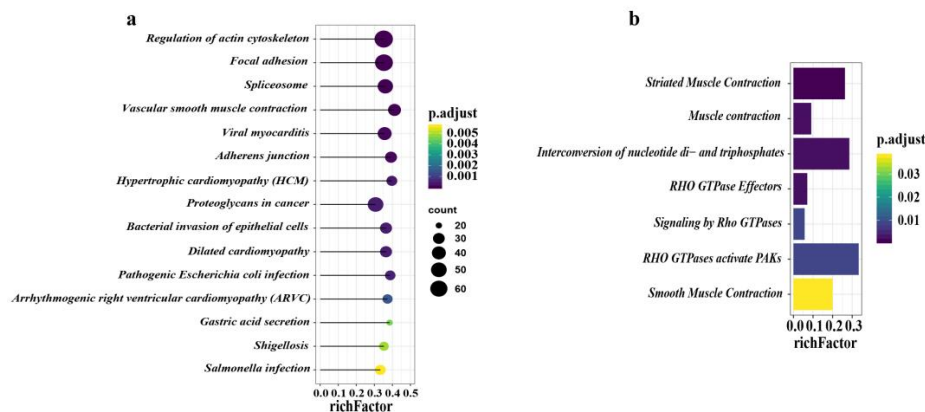 a
Regulation of actin cytoskeleton
Focal adhesion
Spliceosome
Vascular smooth muscle contraction
Viral myocarditis
Adherens junction
Hypertrophic cardiomyopathy (HCM)
Proteoglycans in cancer
Bacterial invasion of epithelial cells
Dilated cardiomyopathy
Pathogenic Escherichia coli infection
Arrhythmogenic right ventricular cardiomyopathy (ARVC)
Gastric acid secretion
Shigellosis
Salmonella infection
0.0 0.1 0.2 0.3 0.4 0.5
richFactor
p.adjust
0.005
0.004
0.003
0.002
0.001
count
20
30
40
50
60
b
Striated Muscle Contraction
Muscle contraction
Interconversion of nucleotide di− and triphosphates
RHO GTPase Effectors
Signaling by Rho GTPases
RHO GTPases activate PAKs
Smooth Muscle Contraction
0.0 0.1 0.2 0.3
richFactor
p.adjust
0.03
0.02
0.01